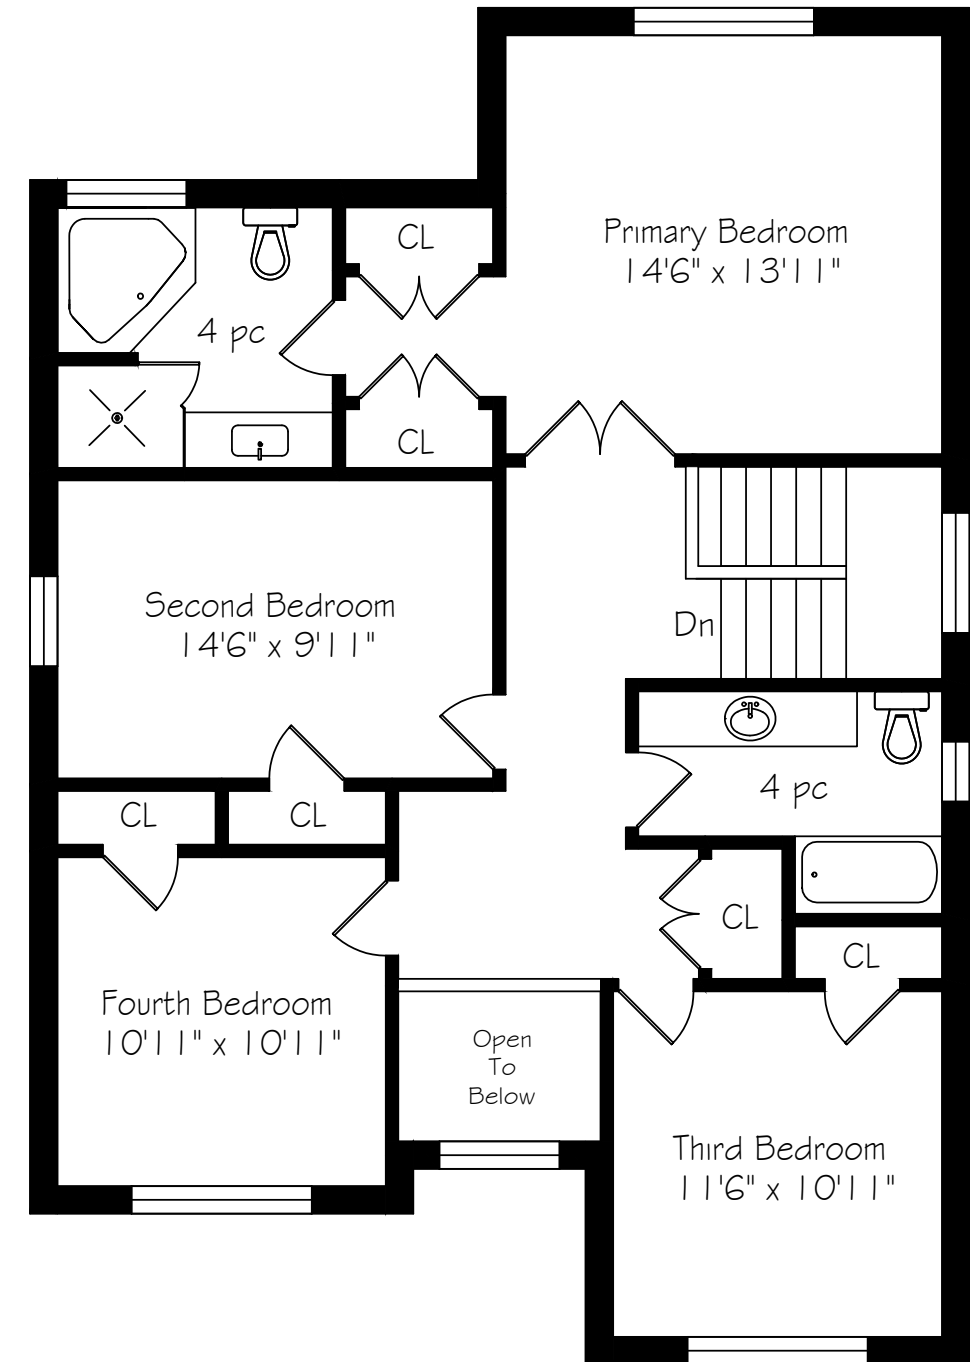 CL
Primary Bedroom
14'6" x 13'11"
4 pc
CL
Second Bedroom
14'6" x 9'11"
Dn
4 pc
CL
CL
CL
CL
Fourth Bedroom
10'11" x 10'11"
Open
To
Below
Third Bedroom
11'6" x 10'11"